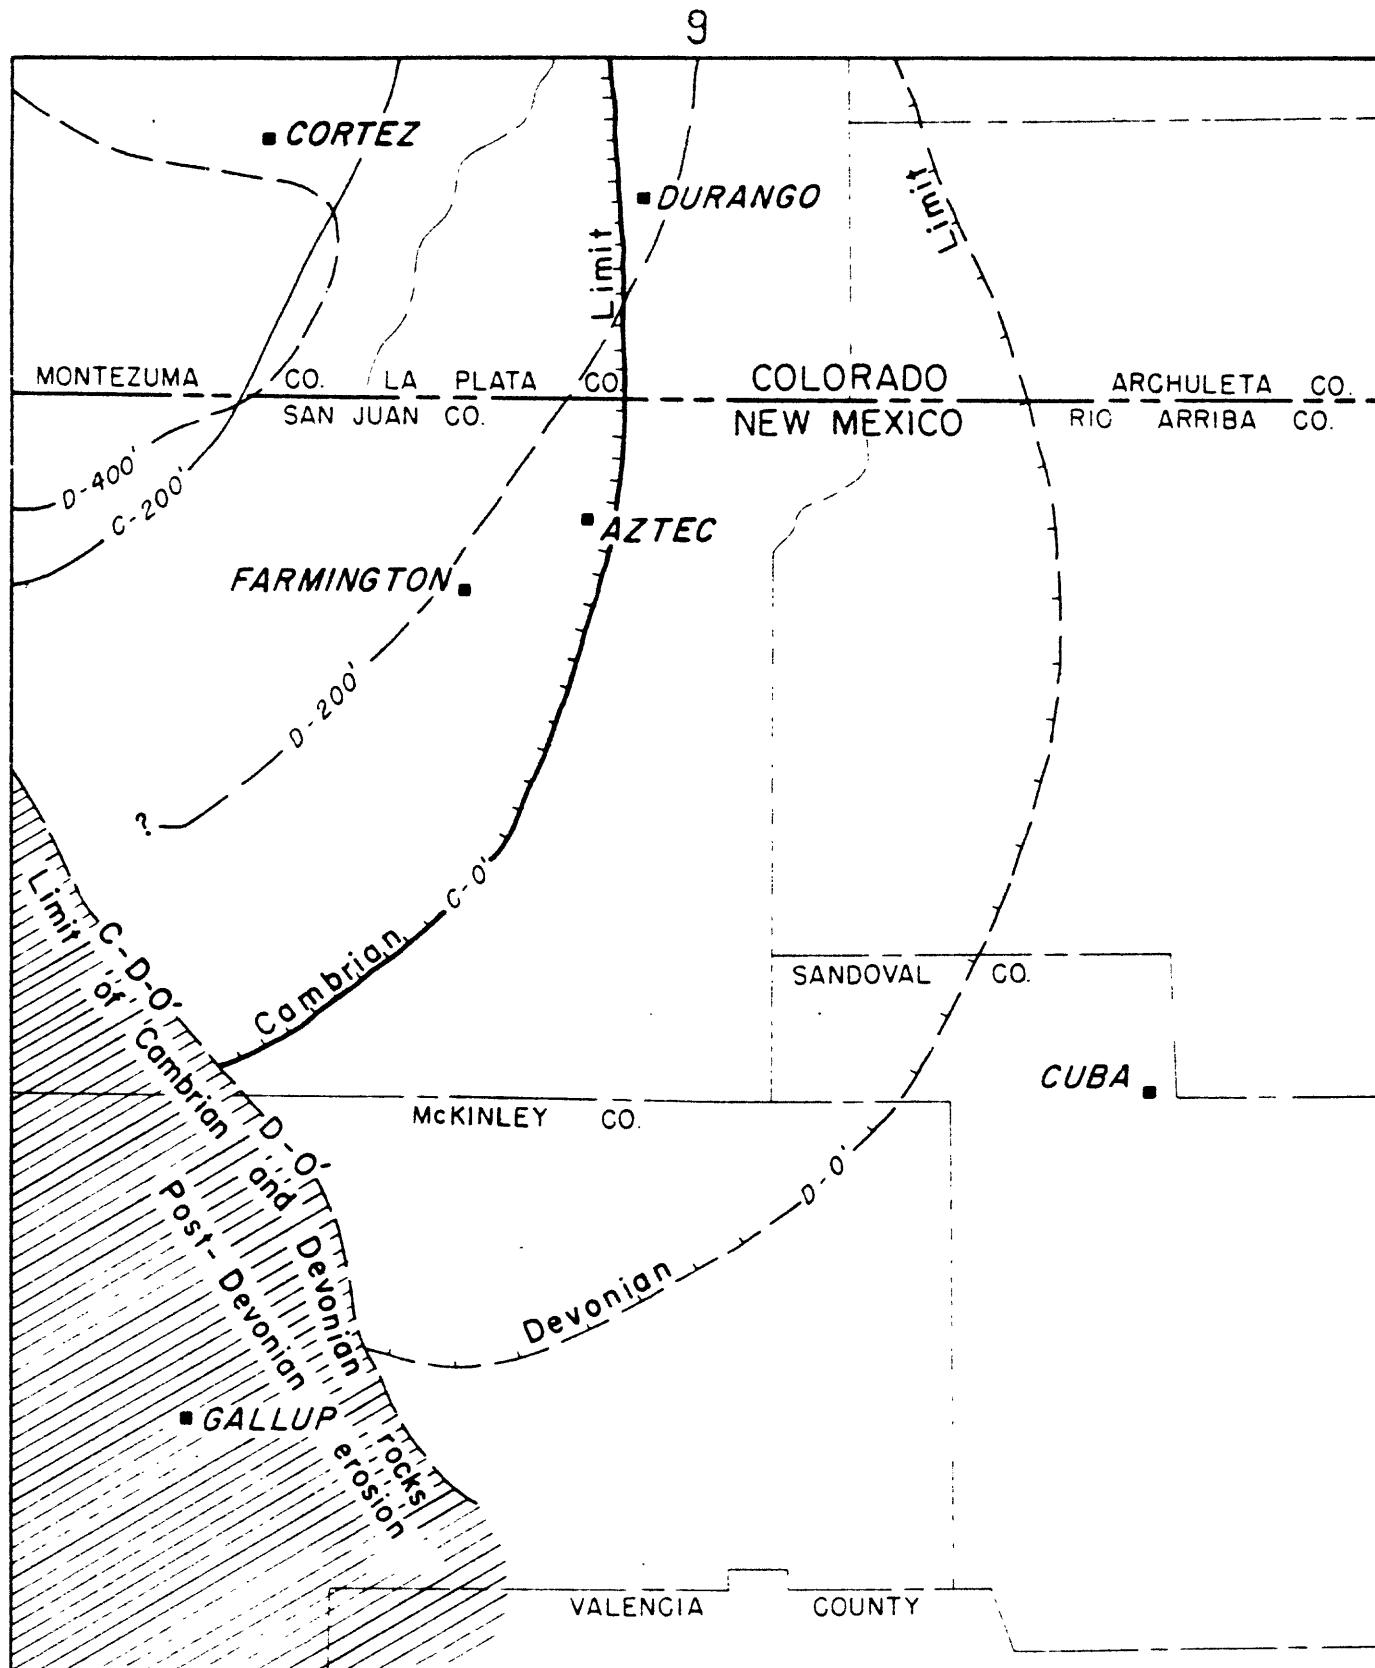 9
CORTEZ
DURANGO
Limit
Limit
MONTEZUMA CO. LA PLATA CO.
COLORADO
ARCHULETA CO.
SAN JUAN CO.
NEW MEXICO
RIO ARRIBA CO.
D-400'
C-200'
AZTEC
FARMINGTON
D-200'
?
C-0'
Cambrian
C-D-0'
Limit of Cambrian and Devonian rocks
SANDOVAL CO.
CUBA
McKINLEY CO.
D-0'
D-0'
Post-Devonian erosion
Devonian
GALLUP
VALENCIA COUNTY